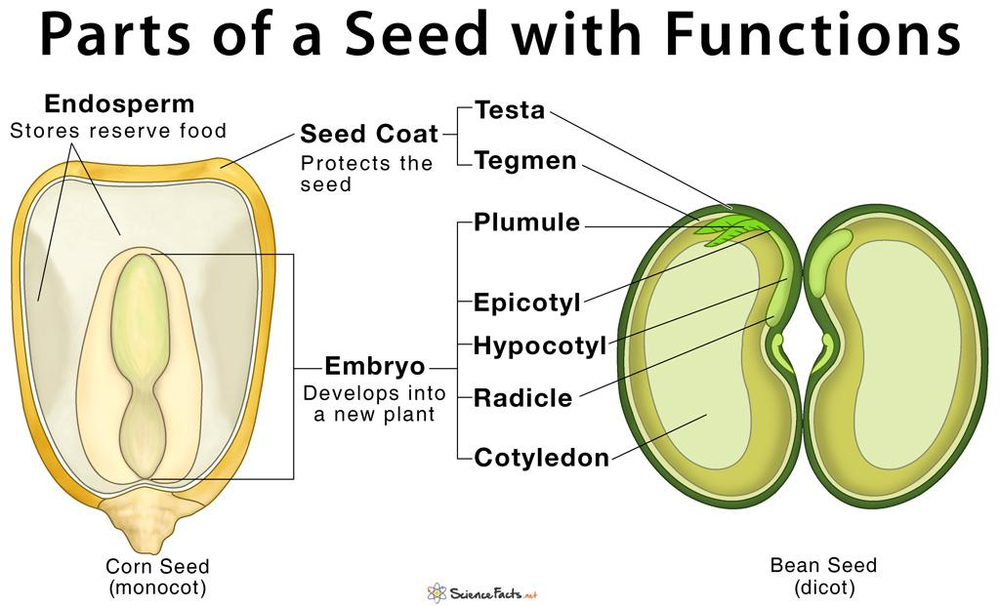 Parts of a Seed with Functions
Endosperm
Stores reserve food
Seed Coat
Protects the
seed
Testa
Tegmen
Plumule
Epicotyl
Hypocotyl
Embryo
Develops into
a new plant
Radicle
Cotyledon
Corn Seed
(monocot)
Bean Seed
(dicot)
ScienceFacts.net